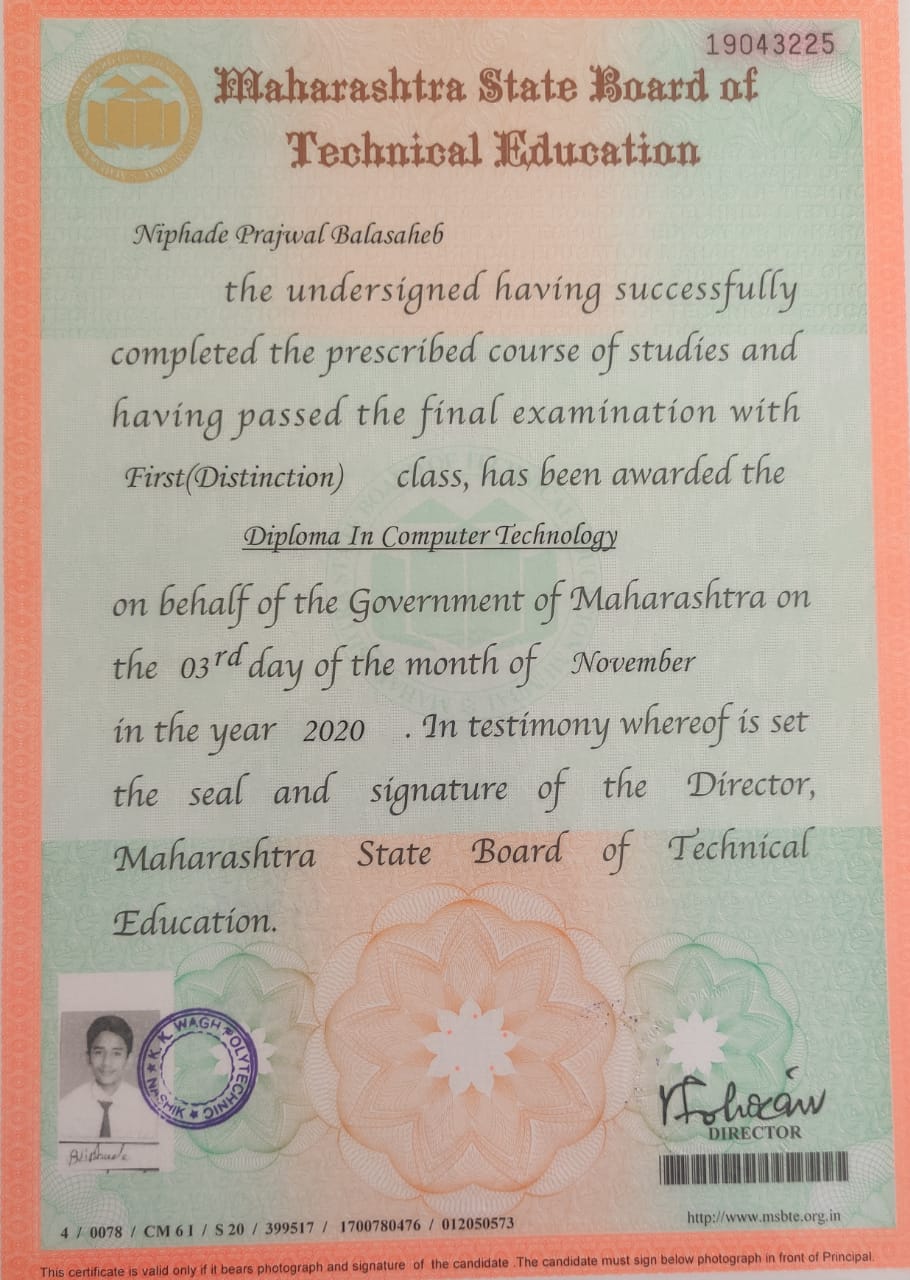 19043225
Maharashtra State Board of
Technical Education
Niphade Prajwal Balasaheb
the undersigned having successfully
completed the prescribed course of studies and
having passed the final examination with
First(Distinction) class, has been awarded the
Diploma In Computer Technology
on behalf of the Government of Maharashtra on
the 03rd day of the month of November
in the year 2020 . In testimony whereof is set
the seal and signature of the Director,
Maharashtra State Board of Technical
Education.
K. K. WAGH POLYTECHNIC
NASHIK
DIRECTOR
http://www.msbte.org.in
4 / 0078 / CM 6 I / S 20 / 399517 / 1700780476 / 012050573
This certificate is valid only if it bears photograph and signature of the candidate .The candidate must sign below photograph in front of Principal.